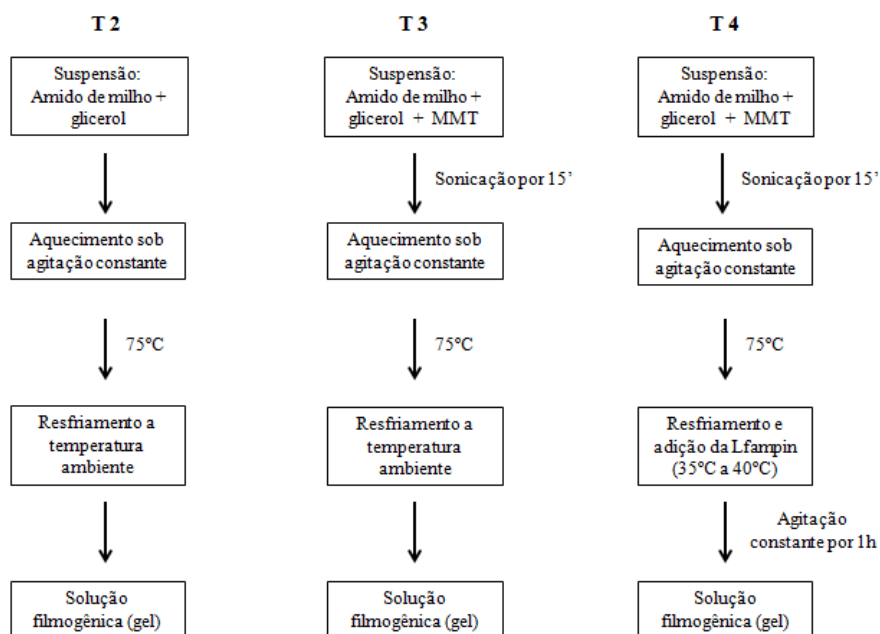 T 2
Suspensão:
Amido de milho +
glicerol
Aquecimento sob
agitação constante
75°C
Resfriamento a
temperatura
ambiente
Solução
filmogênica (gel)
T 3
Suspensão:
Amido de milho +
glicerol + MMT
Sonicação por 15’
Aquecimento sob
agitação constante
75°C
Resfriamento a
temperatura
ambiente
Solução
filmogênica (gel)
T 4
Suspensão:
Amido de milho +
glicerol + MMT
Sonicação por 15’
Aquecimento sob
agitação constante
75°C
Resfriamento e
adição da Lfampin
(35°C a 40°C)
Agitação
constante por 1h
Solução
filmogênica (gel)